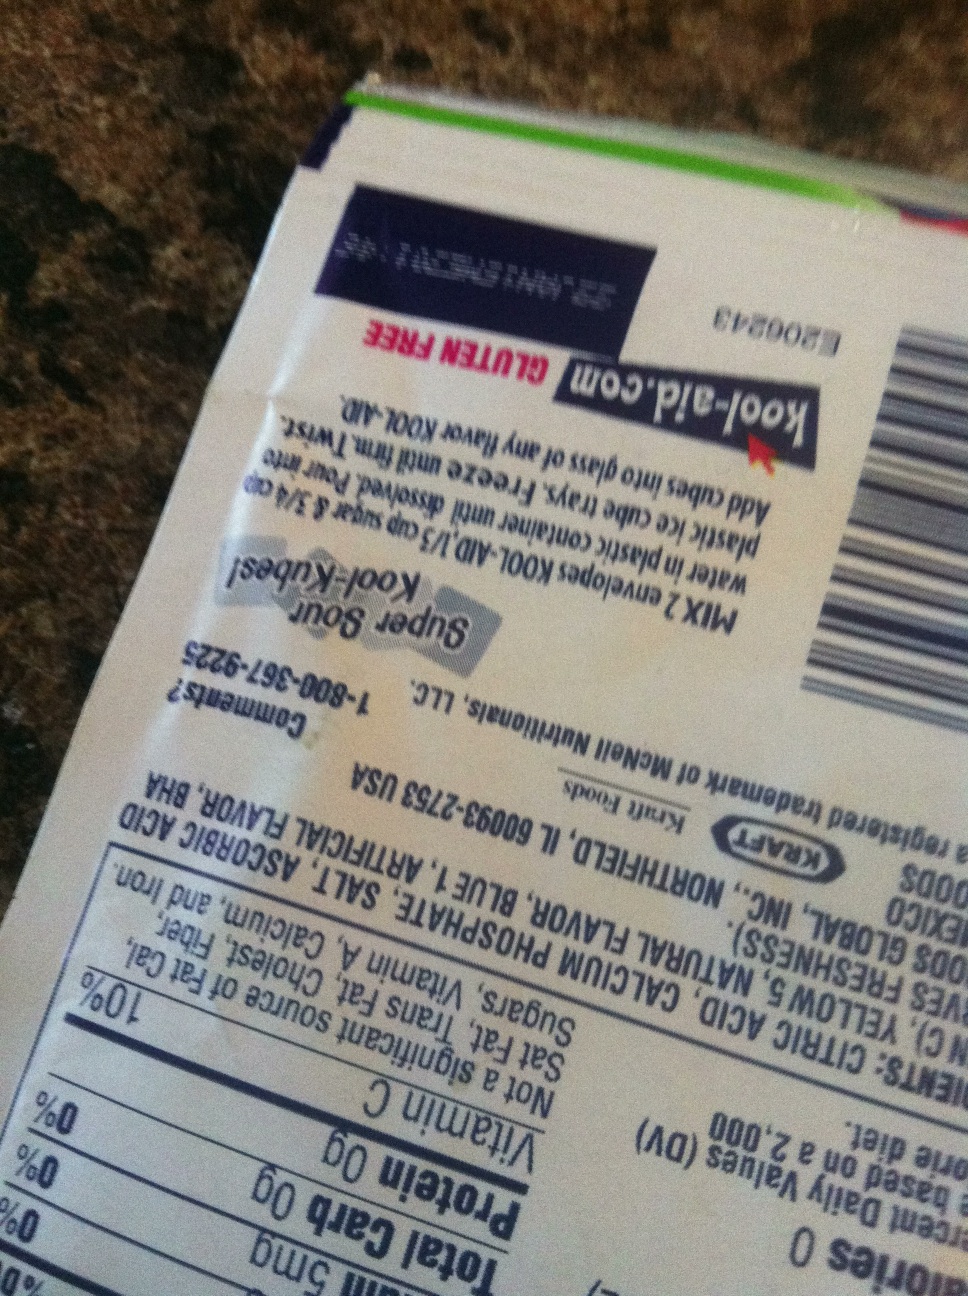 %D
0%
um 5mg
0%
Total Carb 0g
0%
Protein 0g
0%
Vitamin C
10%
Not a significant source of Fat Cal,
Sat Fat, Trans Fat, Cholest, Fiber,
Sugars, Vitamin A, Calcium, and Iron.
alories 0
ercent Daily Values (DV)
e based on a 2,000
orie diet.
IENTS: CITRIC ACID, CALCIUM PHOSPHATE, SALT, ASCORBIC ACID
N C), YELLOW 5, NATURAL FLAVOR, BLUE 1, ARTIFICIAL FLAVOR, BHA
RVES FRESHNESS).
ODS GLOBAL, INC., NORTHFIELD, IL 60093-2753 USA
MEXICO
OODS
KRAFT
Kraft Foods
a registered trademark of McNeil Nutritionals, LLC.
Comments?
1-800-367-9225
Super Sour
Kool-Kubes!
MIX 2 envelopes KOOL-AID, 1/3 cup sugar & 3/4 cup
water in plastic container until dissolved. Pour into
plastic ice cube trays. Freeze until firm. Twist.
Add cubes into glass of any flavor KOOL-AID.
kool-aid.com
GLUTEN FREE
E206243